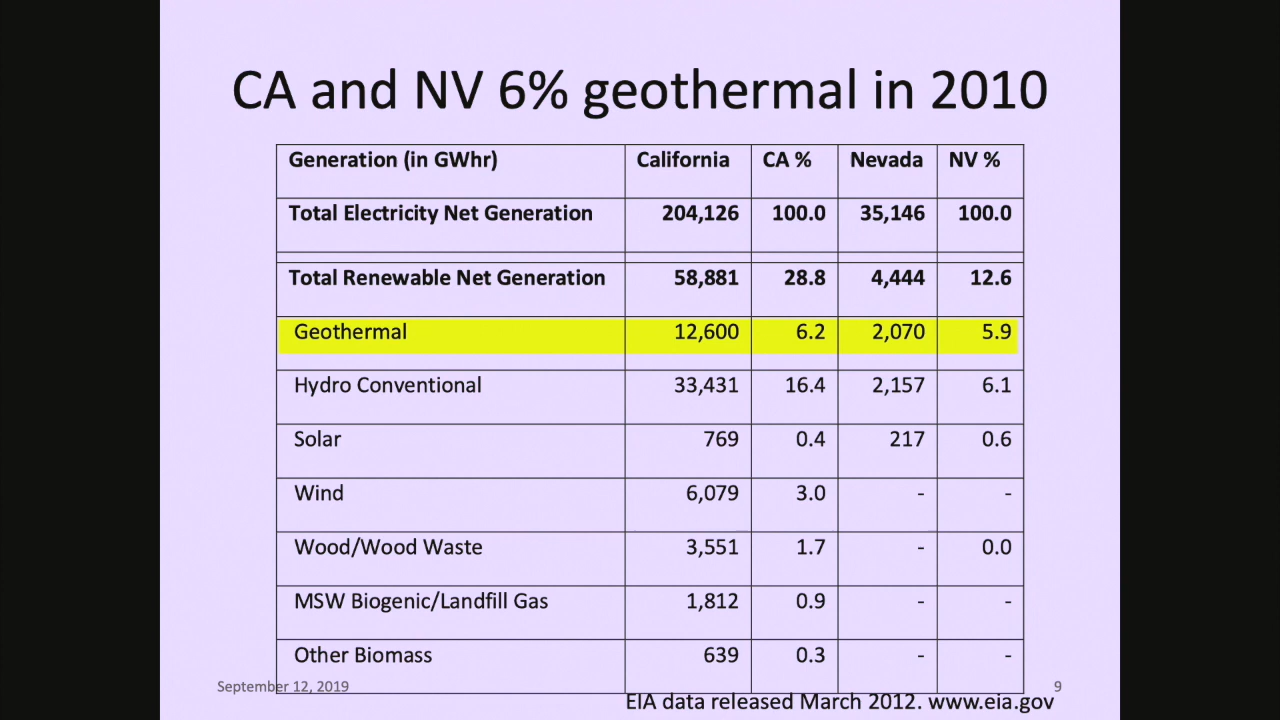 CA and NV 6% geothermal in 2010
Generation (in GWhr) California CA % Nevada NV %
Total Electricity Net Generation 204,126 100.0 35,146 100.0
Total Renewable Net Generation 58,881 28.8 4,444 12.6
Geothermal 12,600 6.2 2,070 5.9
Hydro Conventional 33,431 16.4 2,157 6.1
Solar 769 0.4 217 0.6
Wind 6,079 3.0 - -
Wood/Wood Waste 3,551 1.7 - 0.0
MSW Biogenic/Landfill Gas 1,812 0.9 - -
Other Biomass 639 0.3 - -
September 12, 2019 9
EIA data released March 2012. www.eia.gov